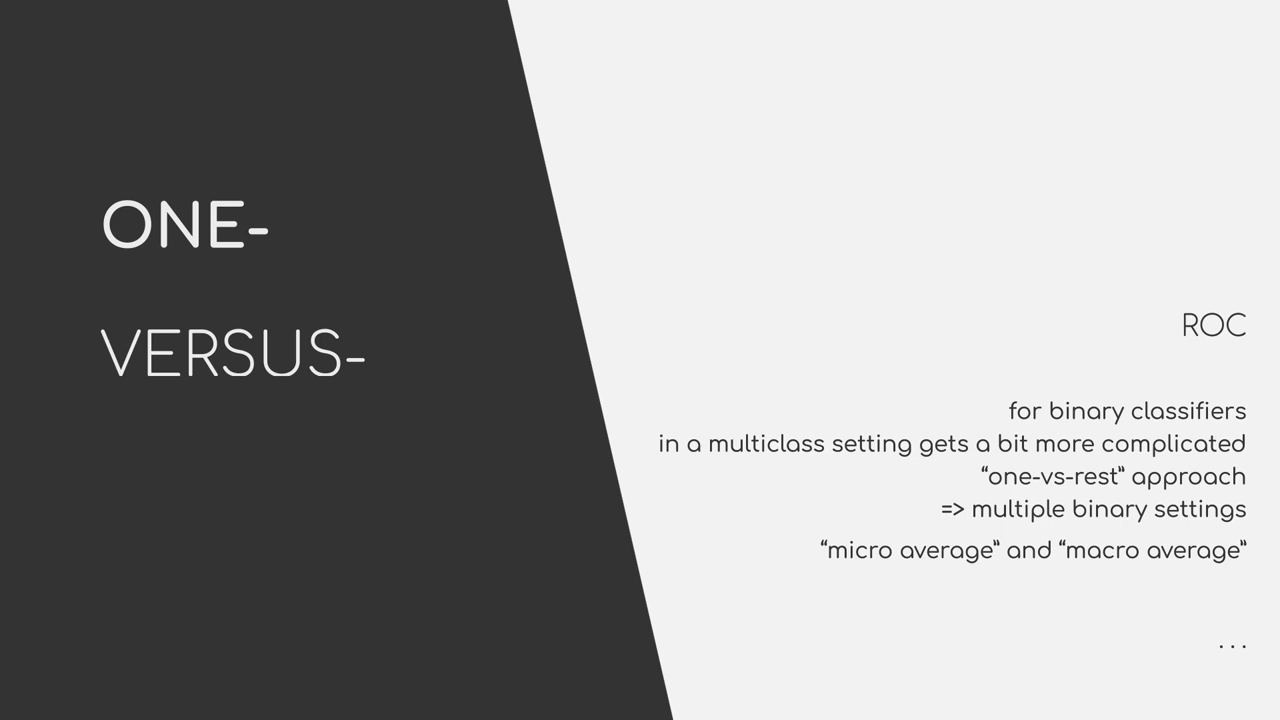 ONE-
VERSUS-
ROC
for binary classifiers
in a multiclass setting gets a bit more complicated
“one-vs-rest” approach
=> multiple binary settings
“micro average” and “macro average”
...